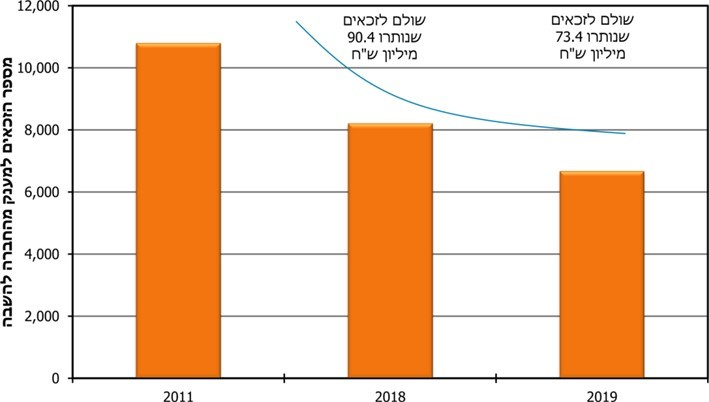 12,000
10,000
8,000
6,000
4,000
2,000
0
מספר הזכאים למענק מהחברה להשבה
שולם לזכאים
שנותרו 90.4
מיליון ש"ח
שולם לזכאים
שנותרו 73.4
מיליון ש"ח
2011
2018
2019